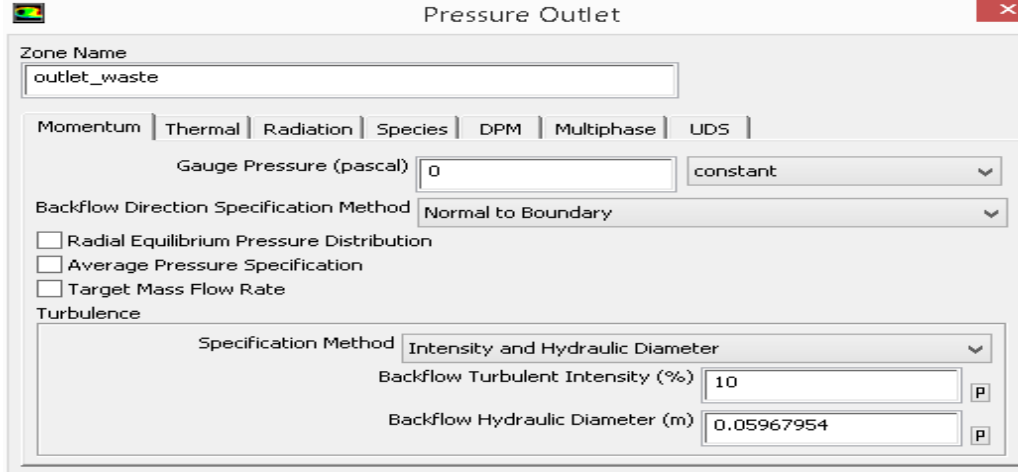 Pressure Outlet
Zone Name
outlet_waste
Momentum Thermal Radiation Species DPM Multiphase UDS
Gauge Pressure (pascal) 0 constant
Backflow Direction Specification Method Normal to Boundary
Radial Equilibrium Pressure Distribution
Average Pressure Specification
Target Mass Flow Rate
Turbulence
Specification Method Intensity and Hydraulic Diameter
Backflow Turbulent Intensity (%) 10 P
Backflow Hydraulic Diameter (m) 0.05967954 P